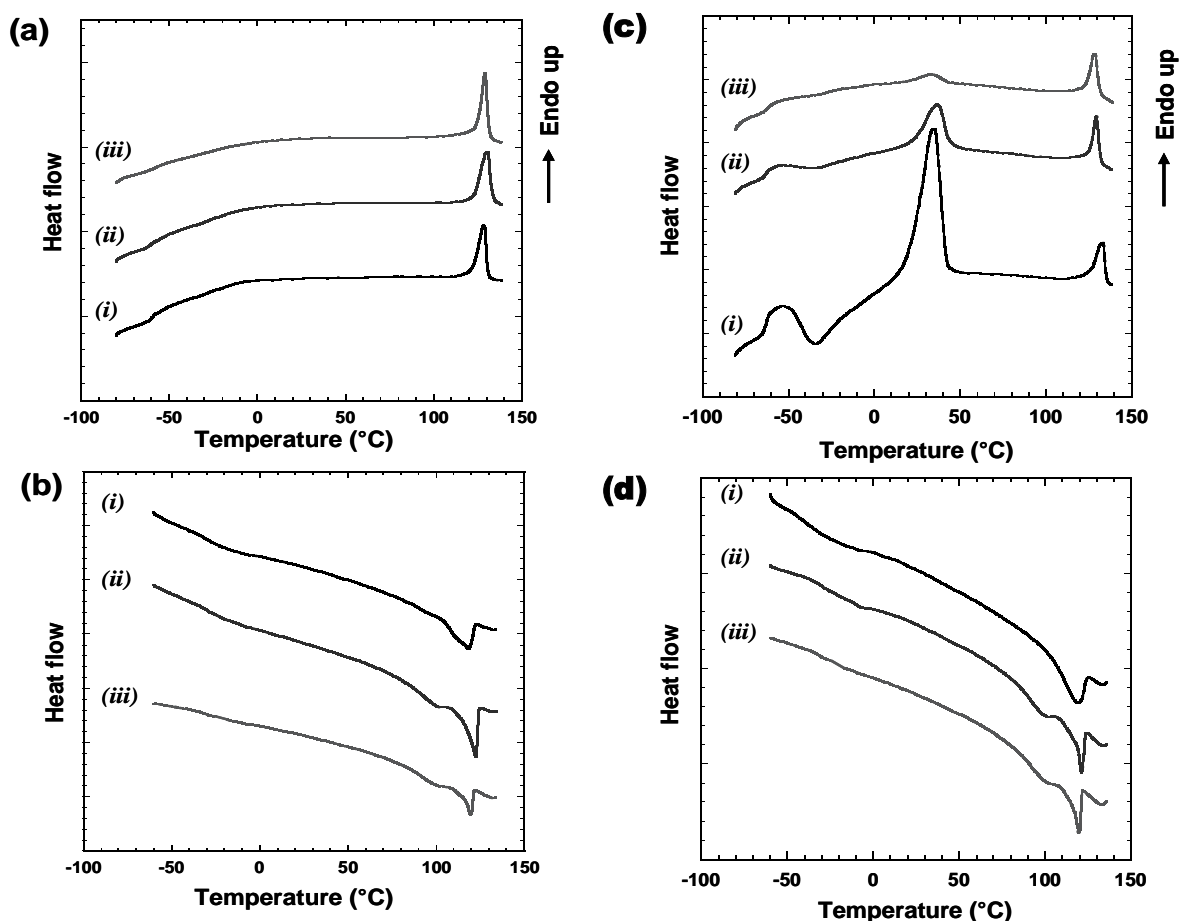 (a)
(iii)
(ii)
(i)
Heat flow
Endo up
-100 -50 0 50 100 150
Temperature (°C)
(c)
(iii)
(ii)
(i)
Heat flow
Endo up
-100 -50 0 50 100 150
Temperature (°C)
(b)
(i)
(ii)
(iii)
Heat flow
-100 -50 0 50 100 150
Temperature (°C)
(d)
(i)
(ii)
(iii)
Heat flow
-100 -50 0 50 100 150
Temperature (°C)